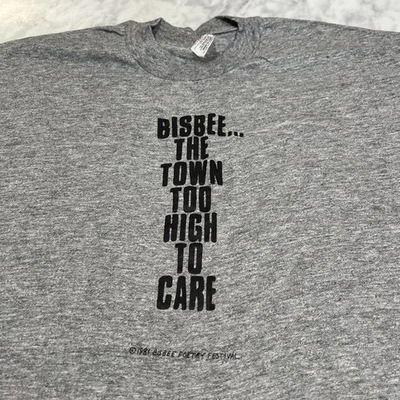 BISBEE...
THE
TOWN
TOO
HIGH
TO
CARE
©1981 BISBEE POETRY FESTIVAL